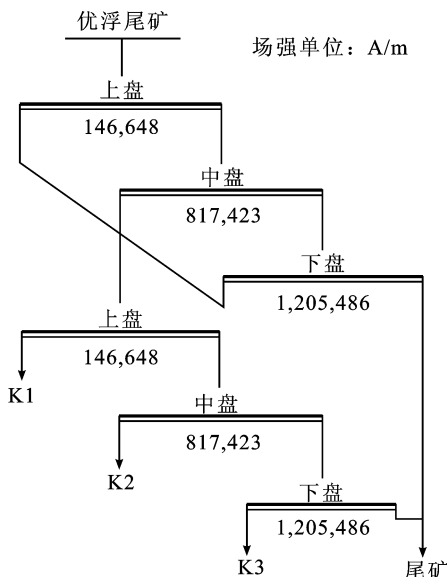 优浮尾矿
场强单位：A/m
上盘
146,648
中盘
817,423
下盘
1,205,486
上盘
146,648
K1
中盘
817,423
K2
下盘
1,205,486
K3
尾矿